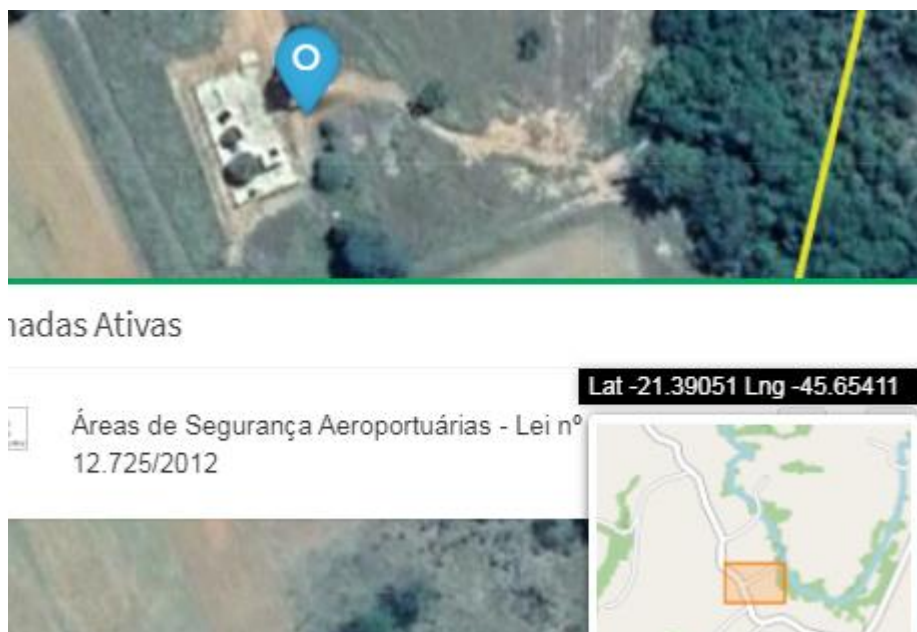 nadas Ativas
Lat -21.39051 Lng -45.65411
Áreas de Segurança Aeroportuárias - Lei nº
12.725/2012